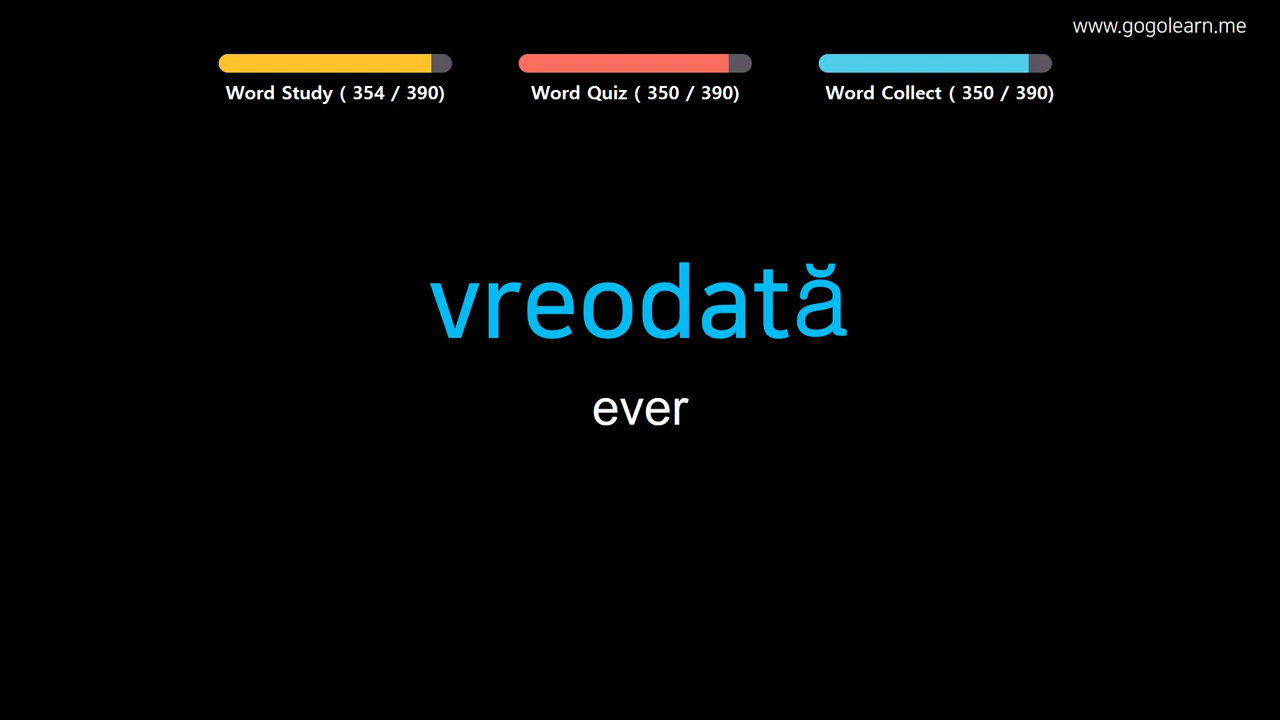 www.gogolearn.me
Word Study ( 354 / 390)
Word Quiz ( 350 / 390)
Word Collect ( 350 / 390)
vreodată
ever